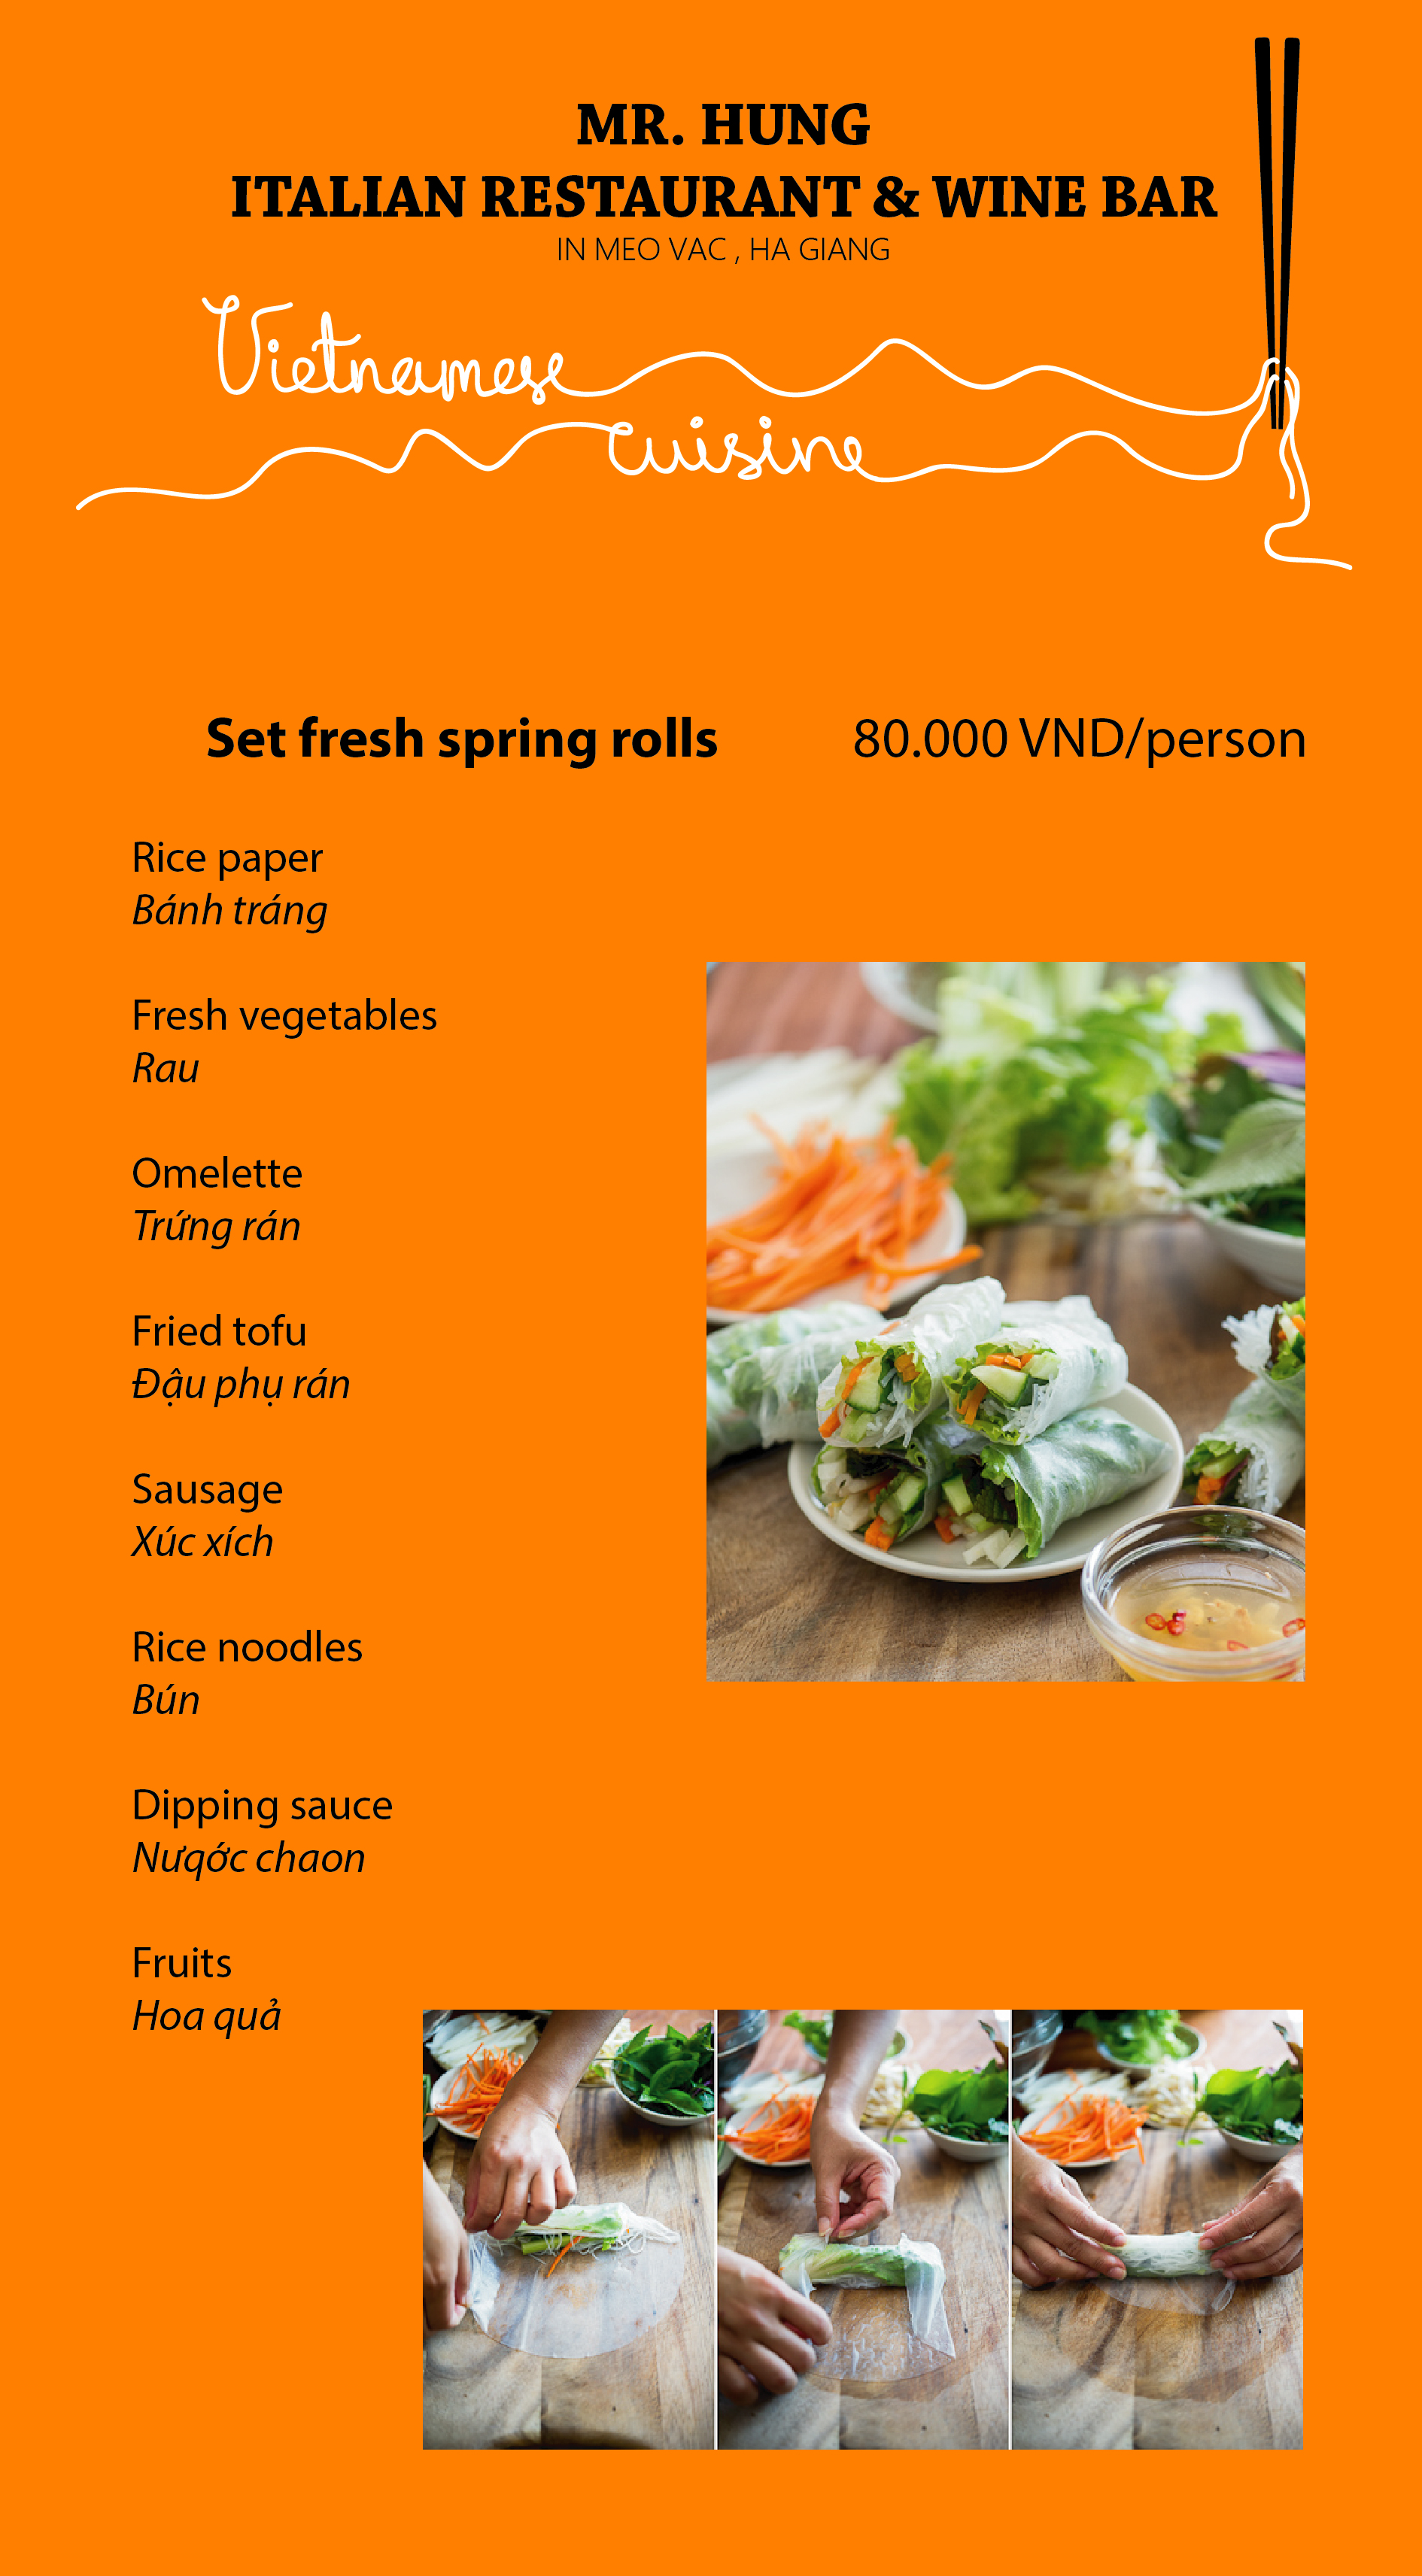 MR. HUNG
ITALIAN RESTAURANT & WINE BAR
IN MEO VAC , HA GIANG
Vietnamese
cuisine
Set fresh spring rolls 80.000 VND/person
Rice paper
Bánh tráng
Fresh vegetables
Rau
Omelette
Trứng rán
Fried tofu
Đậu phụ rán
Sausage
Xúc xích
Rice noodles
Bún
Dipping sauce
Nưqớc chaon
Fruits
Hoa quả